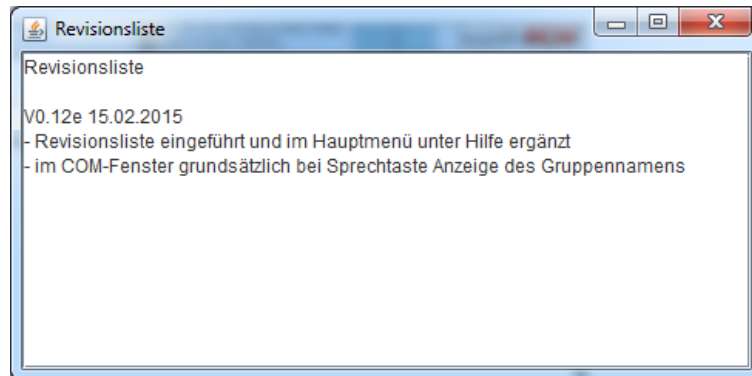 Revisionsliste
Revisionsliste
V0.12e 15.02.2015
- Revisionsliste eingeführt und im Hauptmenü unter Hilfe ergänzt
- im COM-Fenster grundsätzlich bei Sprechtaste Anzeige des Gruppennamens